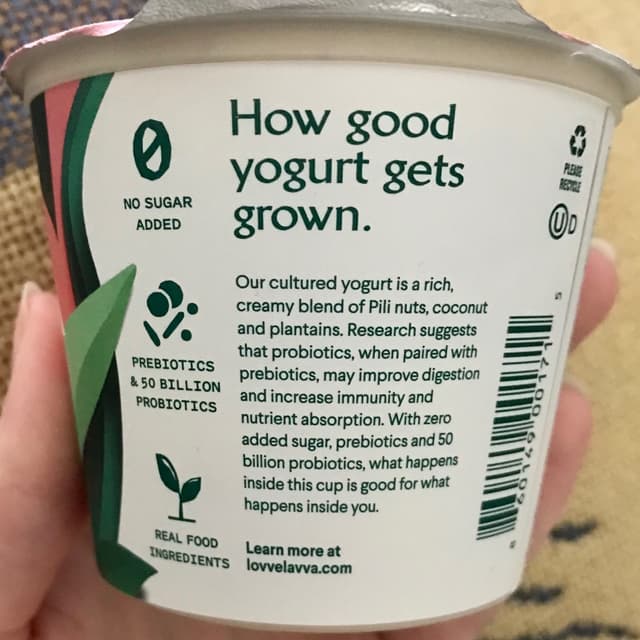 0
NO SUGAR
ADDED
PREBIOTICS
& 50 BILLION
PROBIOTICS
REAL FOOD
INGREDIENTS
How good
yogurt gets
grown.
Our cultured yogurt is a rich,
creamy blend of Pili nuts, coconut
and plantains. Research suggests
that probiotics, when paired with
prebiotics, may improve digestion
and increase immunity and
nutrient absorption. With zero
added sugar, prebiotics and 50
billion probiotics, what happens
inside this cup is good for what
happens inside you.
Learn more at
lovvelavva.com
PLEASE
RECYCLE
U D